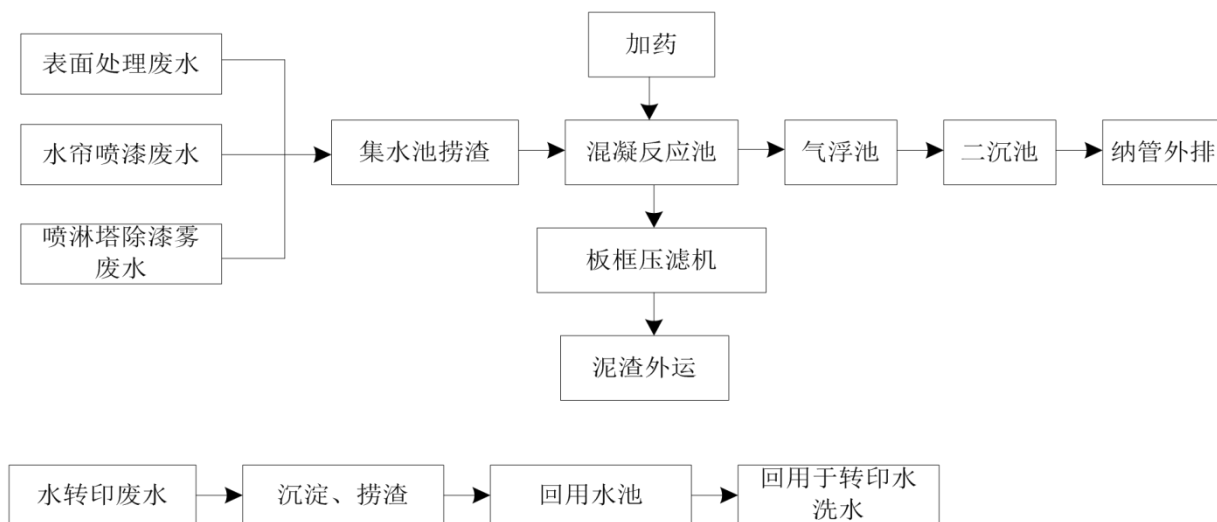 加药
表面处理废水
水帘喷漆废水
集水池捞渣
混凝反应池
气浮池
二沉池
纳管外排
喷淋塔除漆雾
废水
板框压滤机
泥渣外运
水转印废水
沉淀、捞渣
回用水池
回用于转印水
洗水